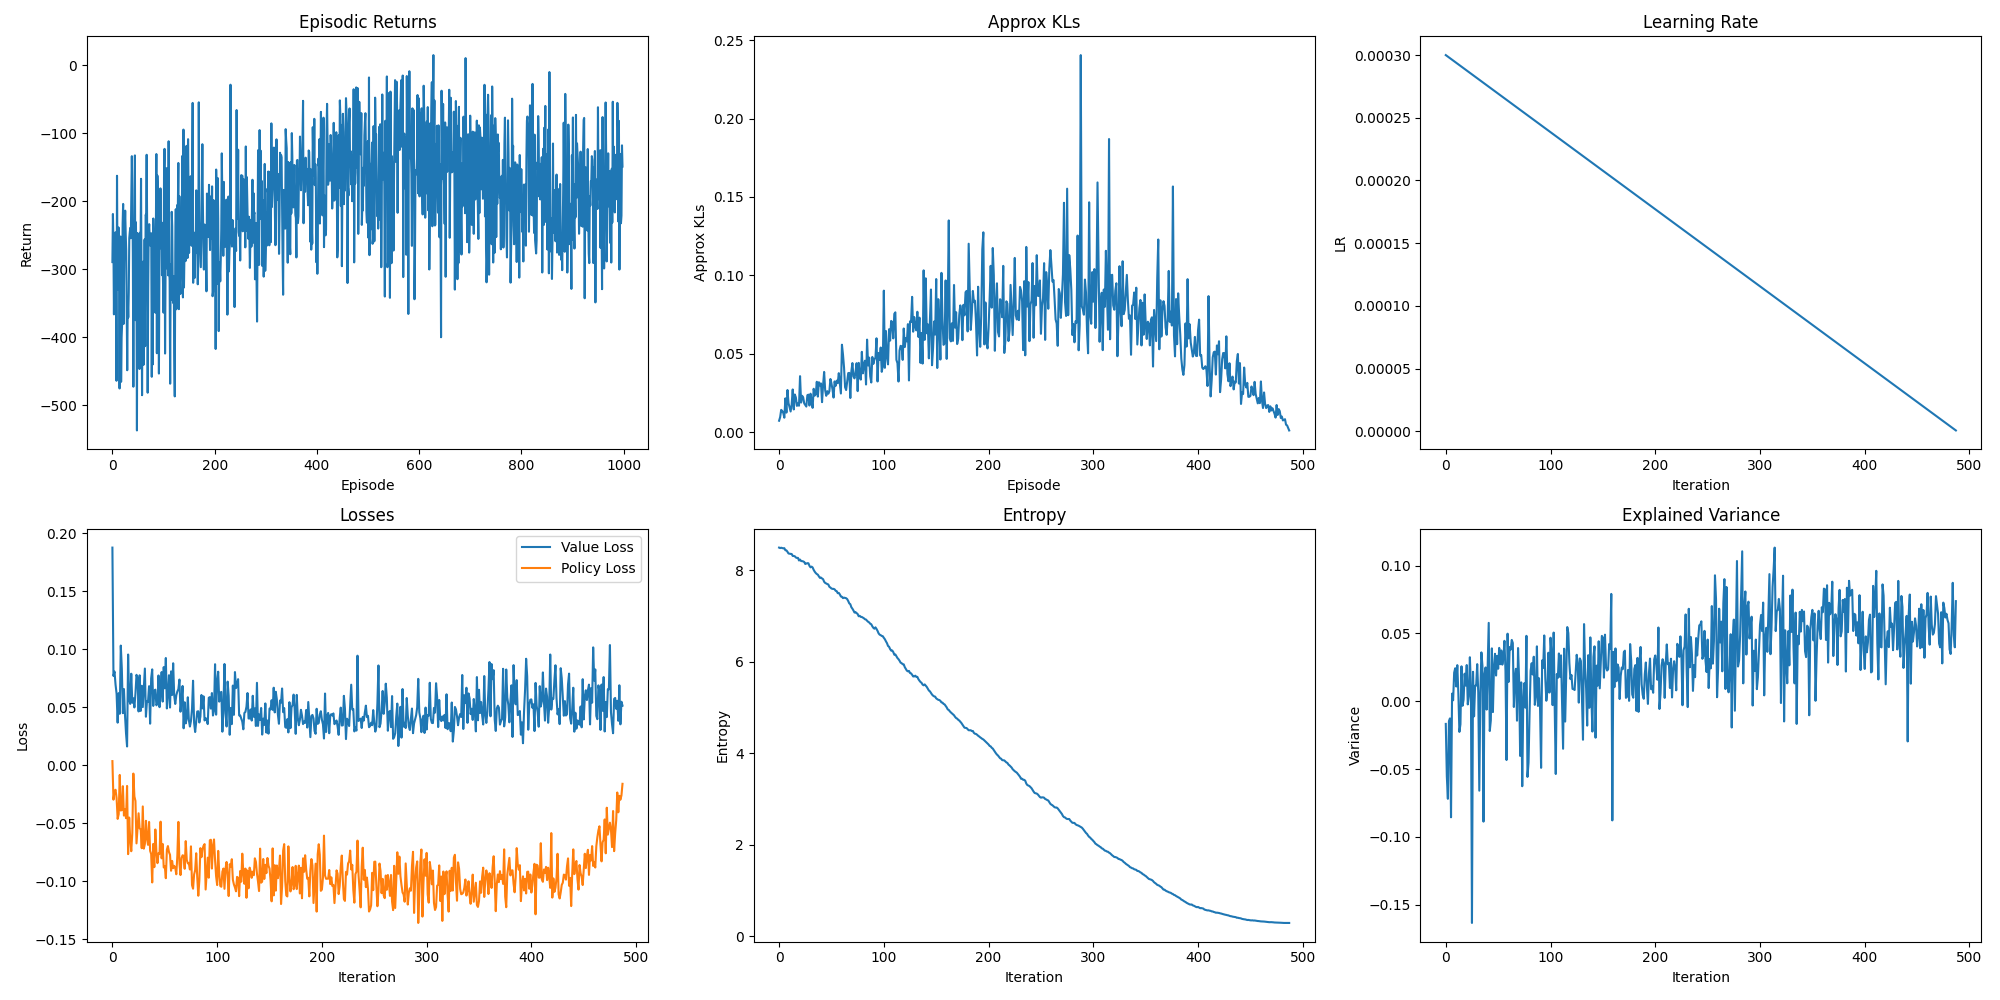 Episodic Returns
Return
0
−100
−200
−300
−400
−500
0 200 400 600 800 1000
Episode
Approx KLs
Approx KLs
0.25
0.20
0.15
0.10
0.05
0.00
0 100 200 300 400 500
Episode
Learning Rate
LR
0.00030
0.00025
0.00020
0.00015
0.00010
0.00005
0.00000
0 100 200 300 400 500
Iteration
Losses
Loss
0.20
0.15
0.10
0.05
0.00
−0.05
−0.10
−0.15
Value Loss
Policy Loss
0 100 200 300 400 500
Iteration
Entropy
Entropy
8
6
4
2
0
0 100 200 300 400 500
Iteration
Explained Variance
Variance
0.10
0.05
0.00
−0.05
−0.10
−0.15
0 100 200 300 400 500
Iteration